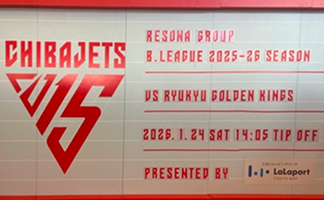 CHIBAJETS
15
RESONA GROUP
B.LEAGUE 2025-26 SEASON
VS RYUKYU GOLDEN KINGS
2026.1.24 SAT 14:05 TIP OFF
PRESENTED BY
LaLaport